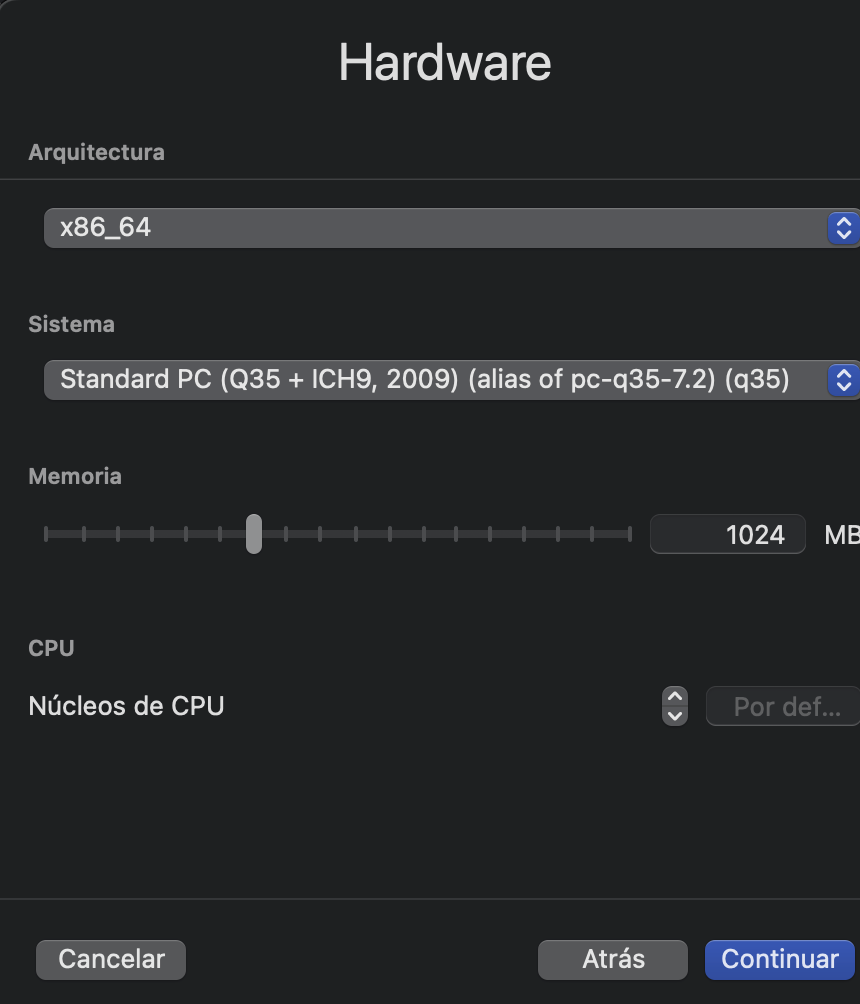 Hardware
Arquitectura
x86_64
Sistema
Standard PC (Q35 + ICH9, 2009) (alias of pc-q35-7.2) (q35)
Memoria
1024 MB
CPU
Núcleos de CPU Por def...
Cancelar Atrás Continuar